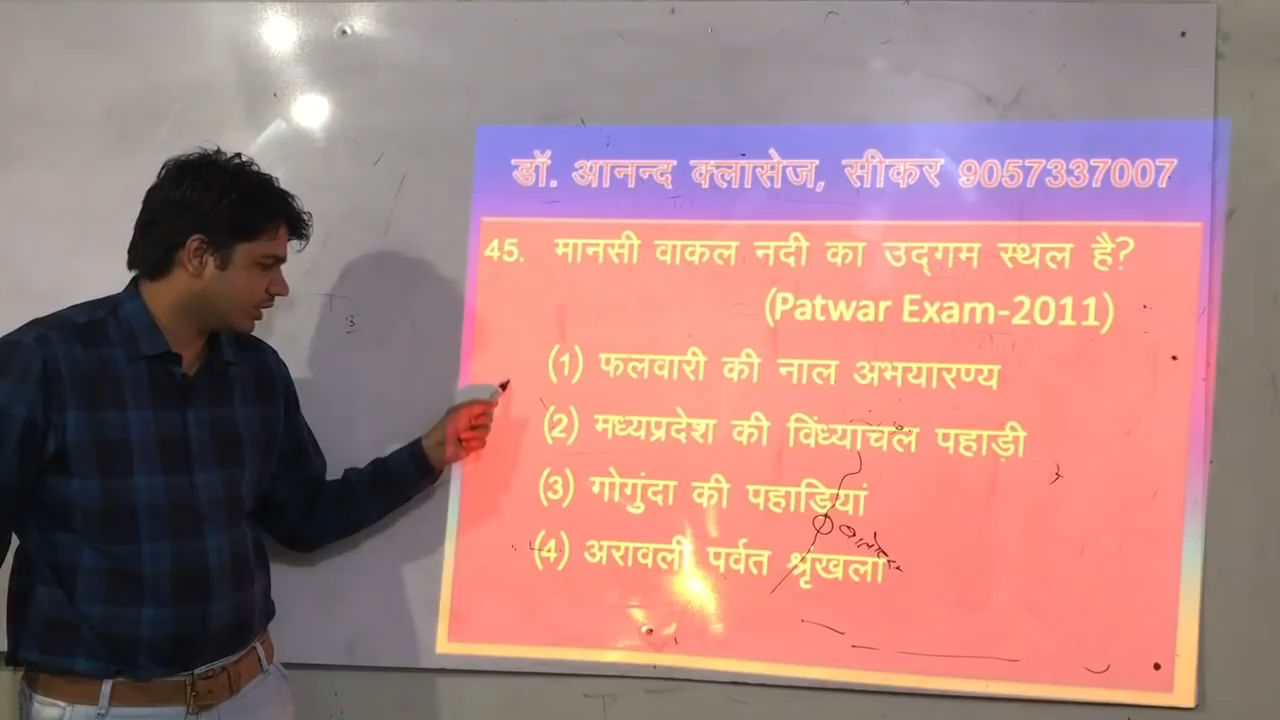 डॉ. आनन्द क्लासेज, सीकर 9057337007
45. मानसी वाकल नदी का उद्गम स्थल है?
(Patwar Exam-2011)
(1) फलवारी की नाल अभयारण्य
(2) मध्यप्रदेश की विंध्याचल पहाड़ी
(3) गोगुंदा की पहाड़ियां
(4) अरावली पर्वत श्रृंखला
3